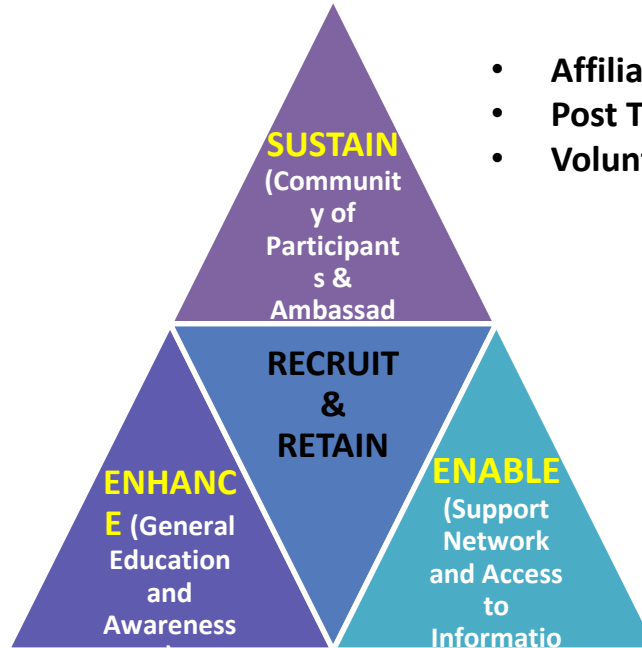 SUSTAIN
(Communit
y of
Participant
s &
Ambassad
• Affilia
• Post T
• Volunt
RECRUIT
&
RETAIN
ENHANC
E (General
Education
and
Awareness
ENABLE
(Support
Network
and Access
to
Informatio